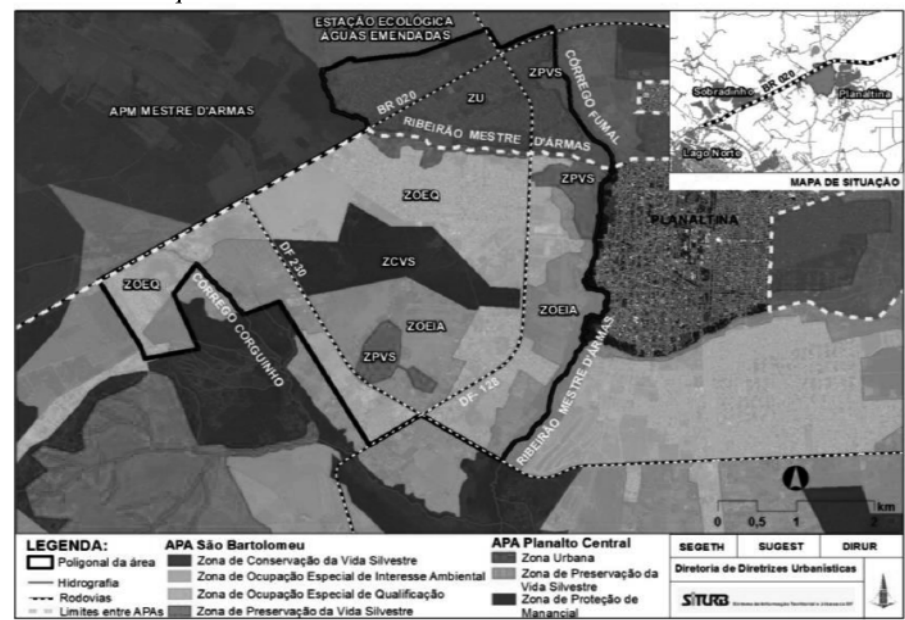 ESTAÇÃO ECOLÓGICA
ÁGUAS EMENDADAS
ZPVS
CÓRREGO FUMAL
APM MESTRE D'ARMAS
BR 020
ZU
RIBEIRÃO MESTRE D'ÁRMAS
ZPVS
ZOEQ
PLANALTINA
DF 230
ZCVS
ZOEQ
CÓRREGO CORGUINHO
ZOEIA
ZOEIA
ZPVS
DF- 128
RIBEIRÃO MESTRE D'ÁRMAS
BR 020
Sobradinho
Planaltina
Lago Norte
MAPA DE SITUAÇÃO
km
0 0,5 1 2
LEGENDA:
Poligonal da área
Hidrografia
Rodovias
Limites entre APAs
APA São Bartolomeu
Zona de Conservação da Vida Silvestre
Zona de Ocupação Especial de Interesse Ambiental
Zona de Ocupação Especial de Qualificação
Zona de Preservação da Vida Silvestre
APA Planalto Central
Zona Urbana
Zona de Preservação da
Vida Silvestre
Zona de Proteção de
Manancial
SEGETH SUGEST DIRUR
Diretoria de Diretrizes Urbanísticas
SITURB